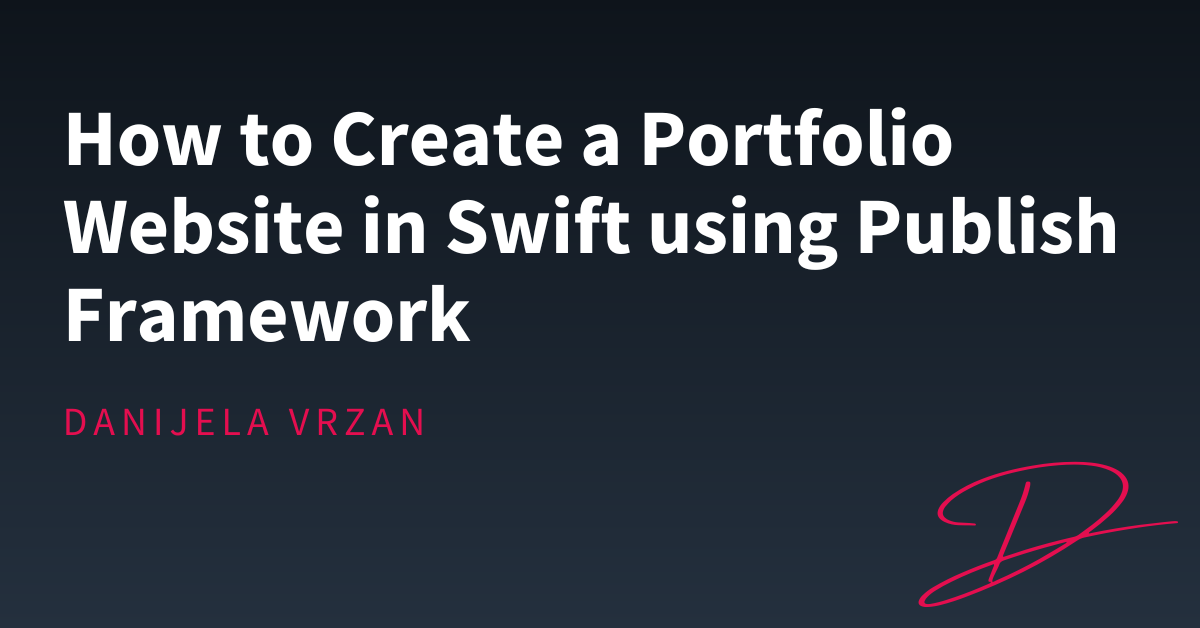 How to Create a Portfolio
Website in Swift using Publish
Framework
DANIJELA VRZAN
D